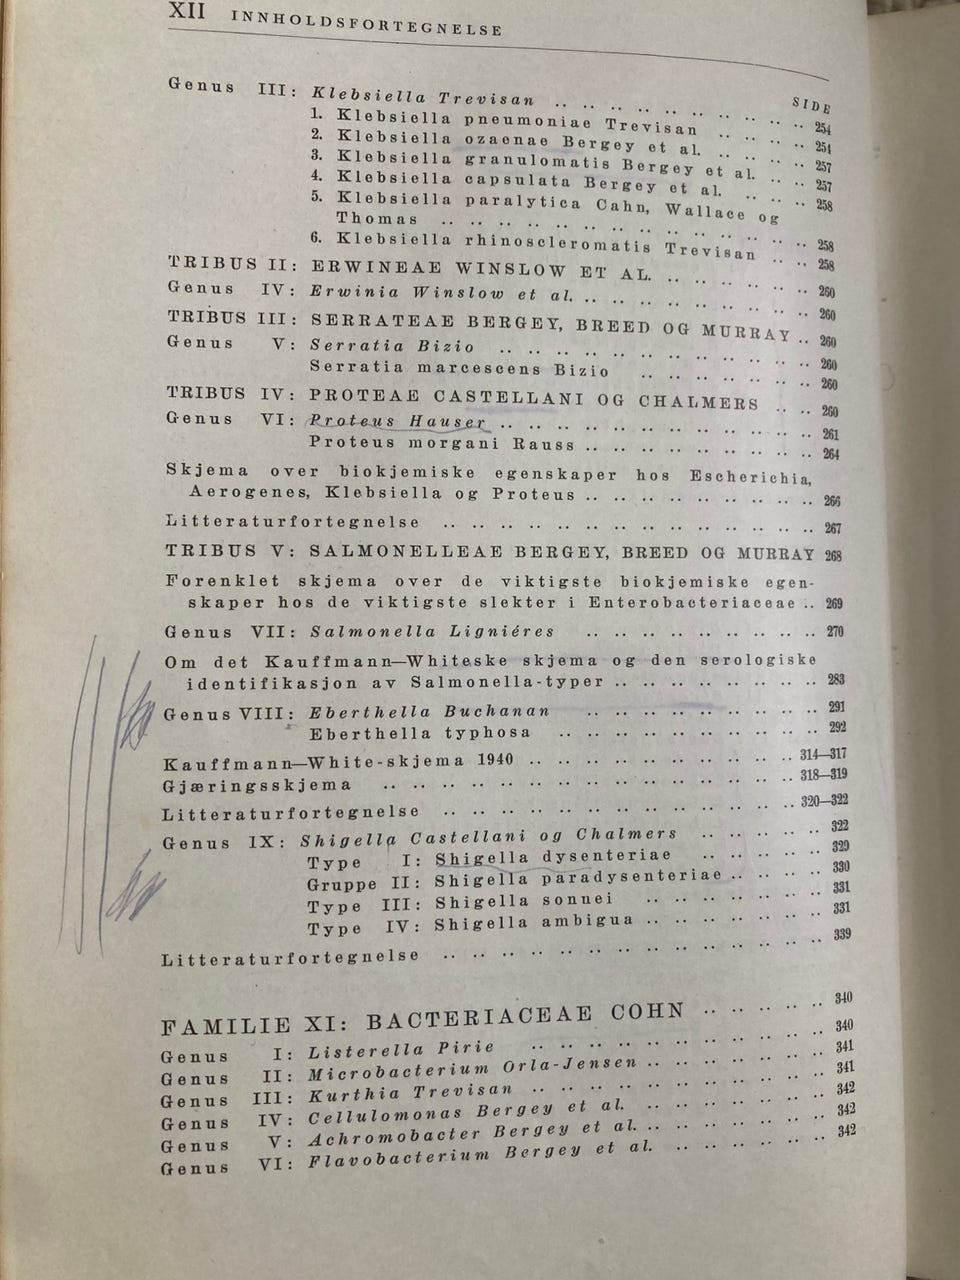 XII INNHOLDSFORTEGNELSE
SIDE
Genus III: Klebsiella Trevisan .. .. .. .. .. .. .. .. 254
1. Klebsiella pneumoniae Trevisan .. .. .. .. 254
2. Klebsiella ozaenae Bergey et al. .. .. .. .. 257
3. Klebsiella granulomatis Bergey et al. .. .. 257
4. Klebsiella capsulata Bergey et al. .. .. .. 258
5. Klebsiella paralytica Cahn, Wallace og
Thomas .. .. .. .. .. .. .. .. .. .. .. 258
6. Klebsiella rhinoscleromatis Trevisan .. .. 258
TRIBUS II: ERWINEAE WINSLOW ET AL. .. .. .. .. 260
Genus IV: Erwinia Winslow et al. .. .. .. .. .. .. .. 260
TRIBUS III: SERRATEAE BERGEY, BREED OG MURRAY .. 260
Genus V: Serratia Bizio .. .. .. .. .. .. .. .. .. .. 260
Serratia marcescens Bizio .. .. .. .. .. .. 260
TRIBUS IV: PROTEAE CASTELLANI OG CHALMERS .. .. 260
Genus VI: Proteus Hauser .. .. .. .. .. .. .. .. .. .. 261
Proteus morgani Rauss .. .. .. .. .. .. .. 264
Skjema over biokjemiske egenskaper hos Escherichia,
Aerogenes, Klebsiella og Proteus .. .. .. .. .. .. .. 266
Litteraturfortegnelse .. .. .. .. .. .. .. .. .. .. .. .. 267
TRIBUS V: SALMONELLEAE BERGEY, BREED OG MURRAY 268
Forenklet skjema over de viktigste biokjemiske egen-
skaper hos de viktigste slekter i Enterobacteriaceae .. 269
Genus VII: Salmonella Ligniéres .. .. .. .. .. .. .. 270
Om det Kauffmann—Whiteske skjema og den serologiske
identifikasjon av Salmonella-typer .. .. .. .. .. .. .. 283
Genus VIII: Eberthella Buchanan .. .. .. .. .. .. .. 291
Eberthella typhosa .. .. .. .. .. .. .. .. 292
Kauffmann—White-skjema 1940 .. .. .. .. .. .. .. .. 314—317
Gjæringsskjema .. .. .. .. .. .. .. .. .. .. .. .. 318—319
Litteraturfortegnelse .. .. .. .. .. .. .. .. .. .. .. 320—322
Genus IX: Shigella Castellani og Chalmers .. .. .. .. 322
Type I: Shigella dysenteriae .. .. .. .. 329
Gruppe II: Shigella paradysenteriae .. .. .. 330
Type III: Shigella sonnei .. .. .. .. .. .. 331
Type IV: Shigella ambigua .. .. .. .. .. .. 331
Litteraturfortegnelse .. .. .. .. .. .. .. .. .. .. .. .. 339
FAMILIE XI: BACTERIACEAE COHN .. .. .. .. .. 340
Genus I: Listerella Pirie .. .. .. .. .. .. .. .. .. 340
Genus II: Microbacterium Orla-Jensen .. .. .. .. .. 341
Genus III: Kurthia Trevisan .. .. .. .. .. .. .. .. 341
Genus IV: Cellulomonas Bergey et al. .. .. .. .. .. 342
Genus V: Achromobacter Bergey et al. .. .. .. .. .. 342
Genus VI: Flavobacterium Bergey et al. .. .. .. .. .. 342